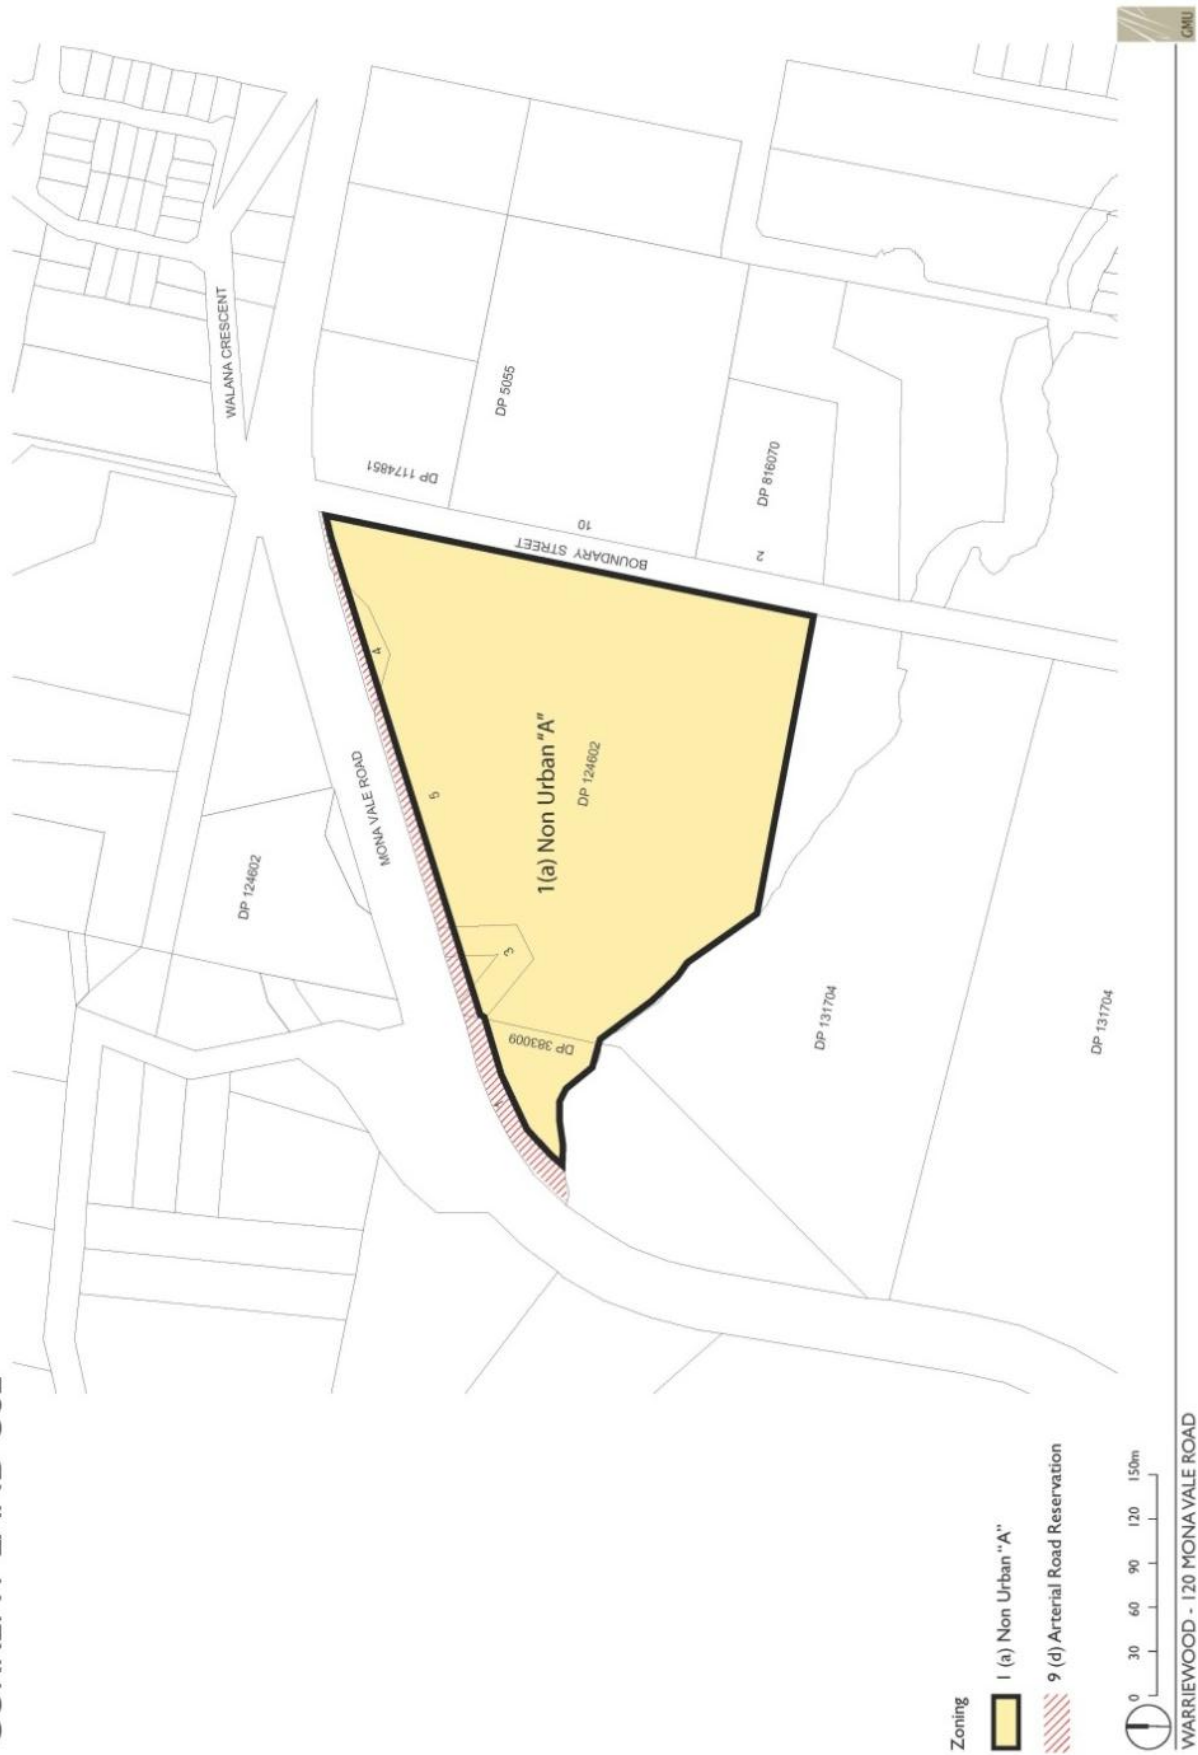 WALANA CRESCENT
MONA VALE ROAD
DP 124602
DP 1174851
DP 5055
10
BOUNDARY STREET
DP 816070
2
4
5
1(a) Non Urban "A"
DP 124602
3
DP 383009
1
DP 131704
DP 131704
Zoning
1 (a) Non Urban "A"
9 (d) Arterial Road Reservation
0 30 60 90 120 150m
WARRIEWOOD - 120 MONA VALE ROAD
GMU